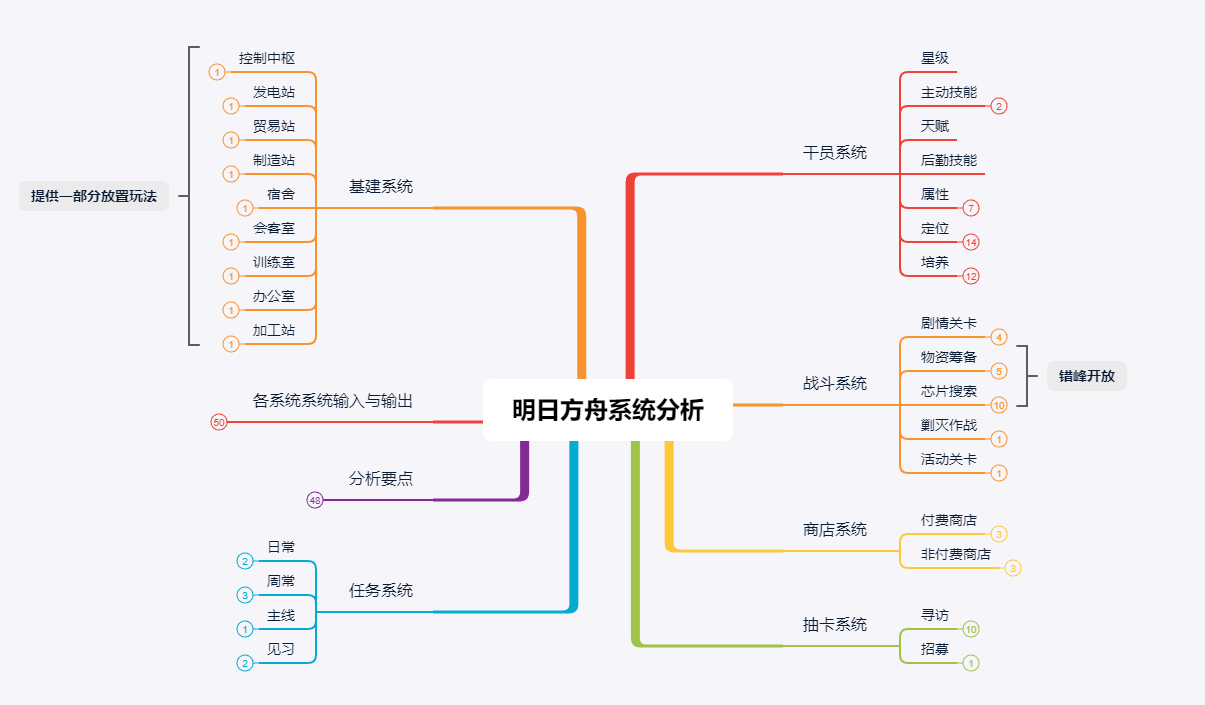 明日方舟系统分析
干员系统
星级
主动技能
2
天赋
后勤技能
属性
7
定位
14
培养
12
战斗系统
剧情关卡
4
物资筹备
5
芯片搜索
10
剿灭作战
1
活动关卡
1
错峰开放
商店系统
付费商店
3
非付费商店
3
抽卡系统
寻访
10
招募
1
基建系统
控制中枢
1
发电站
1
贸易站
1
制造站
1
宿舍
1
会客室
1
训练室
1
办公室
1
加工站
1
提供一部分放置玩法
各系统系统输入与输出
50
分析要点
48
任务系统
日常
2
周常
3
主线
1
见习
2